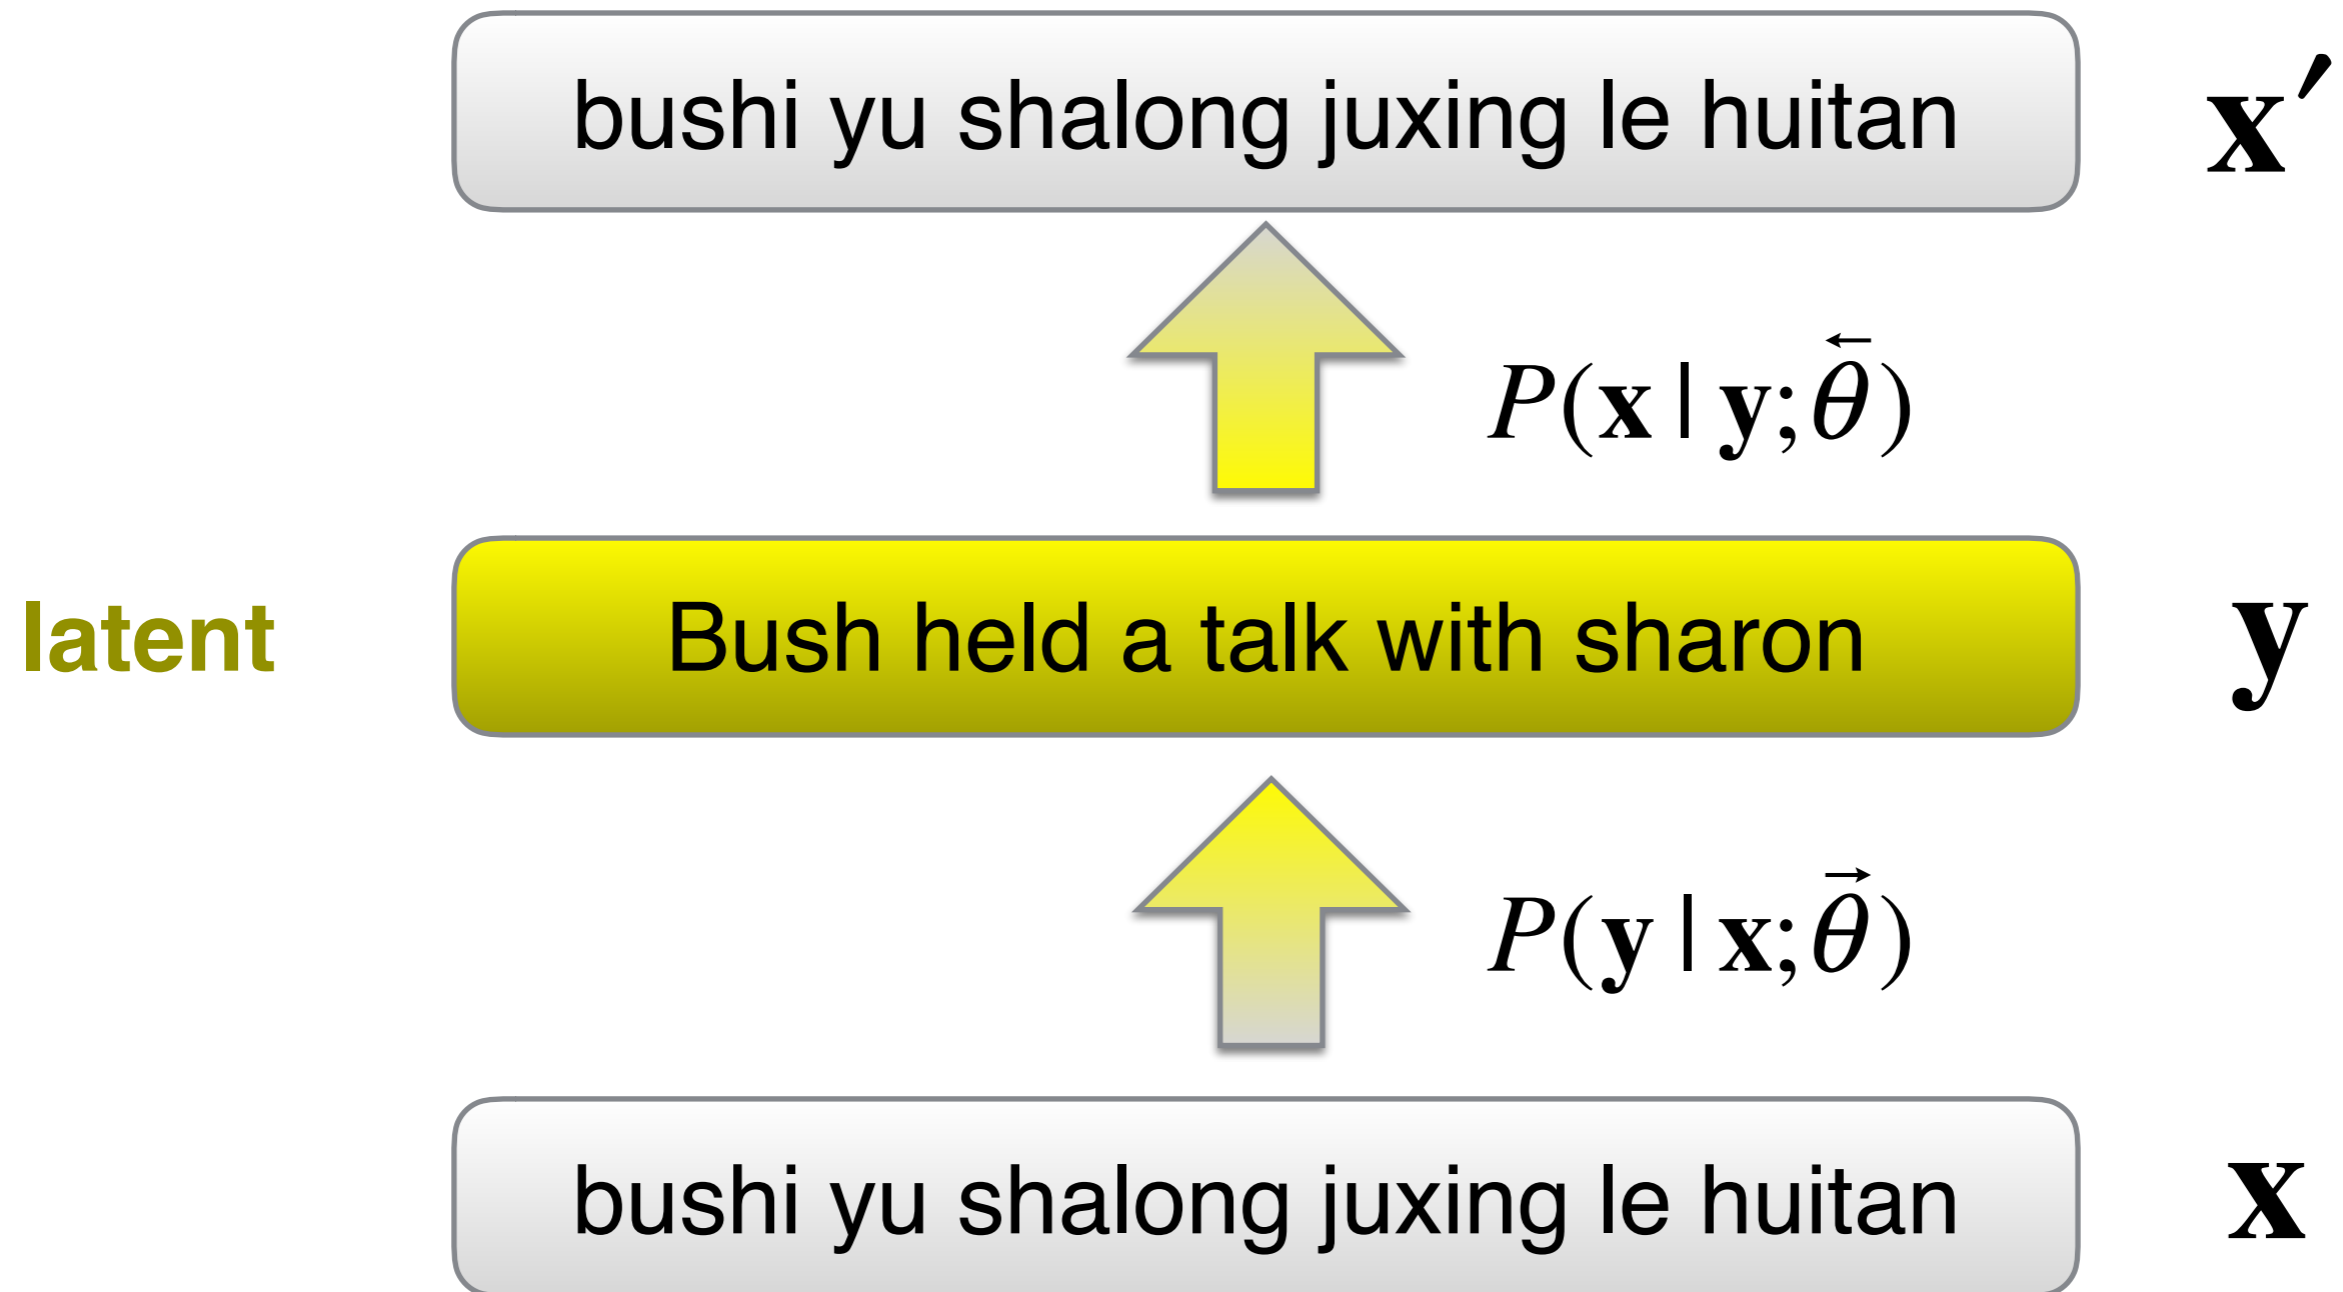 bushi yu shalong juxing le huitan x′
P(x | y; θ⃖)
latent Bush held a talk with sharon y
P(y | x; θ⃗)
bushi yu shalong juxing le huitan x